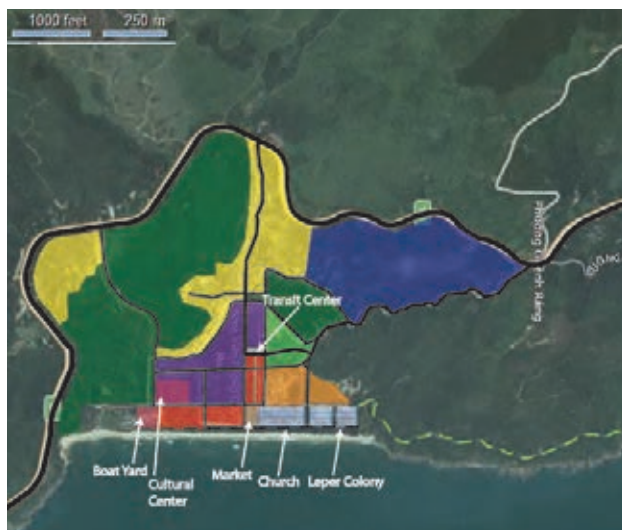 1000 feet
250 m
Transit Center
Boat Yard
Cultural
Center
Market
Church
Leper Colony